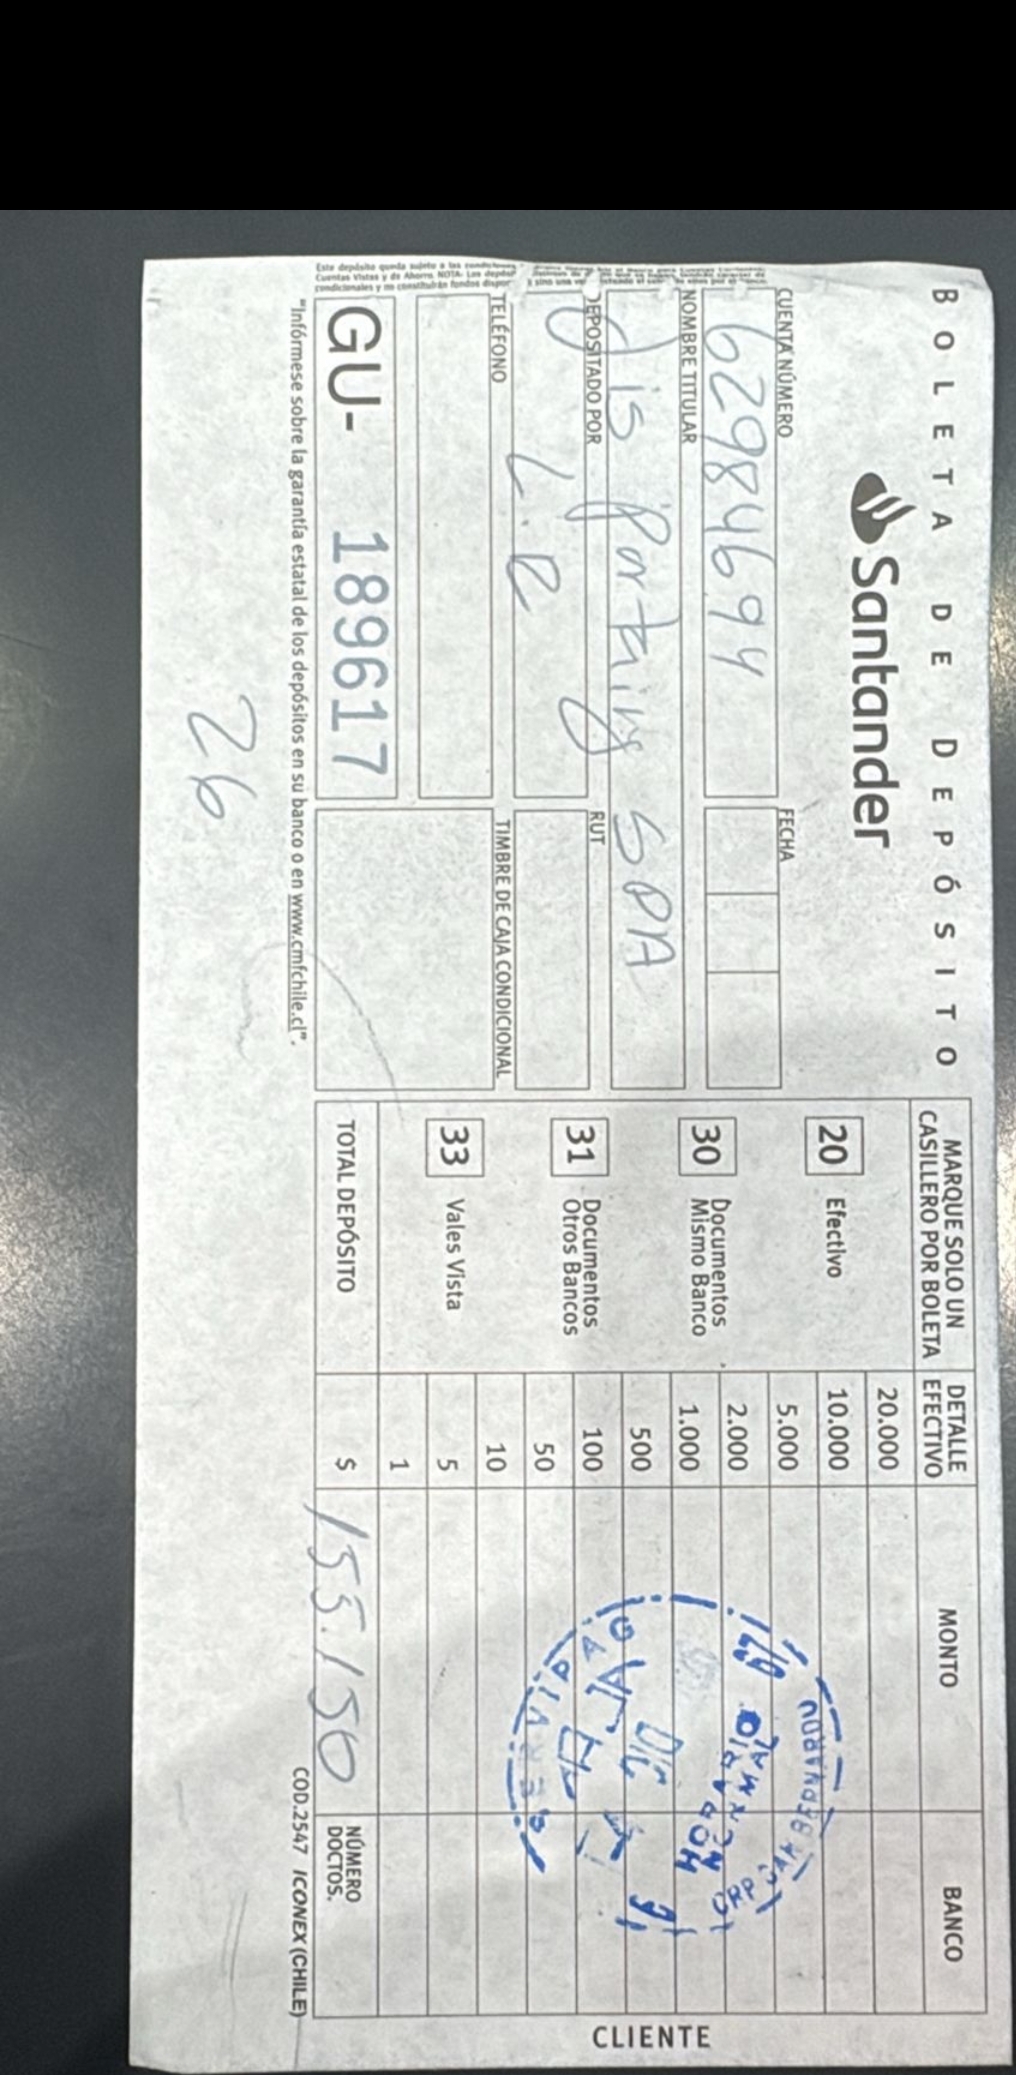 BOLETA DE DEPÓSITO
Santander
CUENTA NÚMERO
6298469 4
FECHA
NOMBRE TITULAR
SPA
DEPOSITADO POR
RUT
TELÉFONO
TIMBRE DE CAJA CONDICIONAL
GU- 189617
"Infórmese sobre la garantía estatal de los depósitos en su banco o en www.cmfchile.cl".
26
MARQUE SOLO UN
CASILLERO POR BOLETA
DETALLE
EFECTIVO
MONTO
BANCO
20 Efectivo
30 Documentos
Mismo Banco
31 Documentos
Otros Bancos
33 Vales Vista
20.000
10.000
5.000
2.000
1.000
500
100
50
10
5
1
TOTAL DEPÓSITO
$ 155.150
NÚMERO
DOCTOS.
COD.2547 ICONEX (CHILE)
CLIENTE